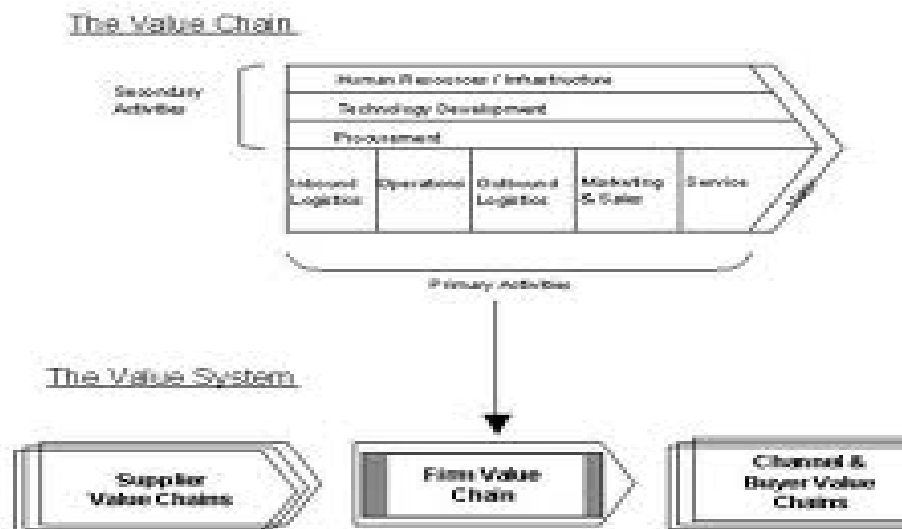 The Value Chain
Secondary
Activities
Human Resources / Infrastructure
Technology Development
Procurement
Inbound
Logistics
Operations
Outbound
Logistics
Marketing
& Sales
Service
Primary Activities
The Value System
Supplier
Value Chains
Firm Value
Chain
Channel &
Buyer Value
Chains